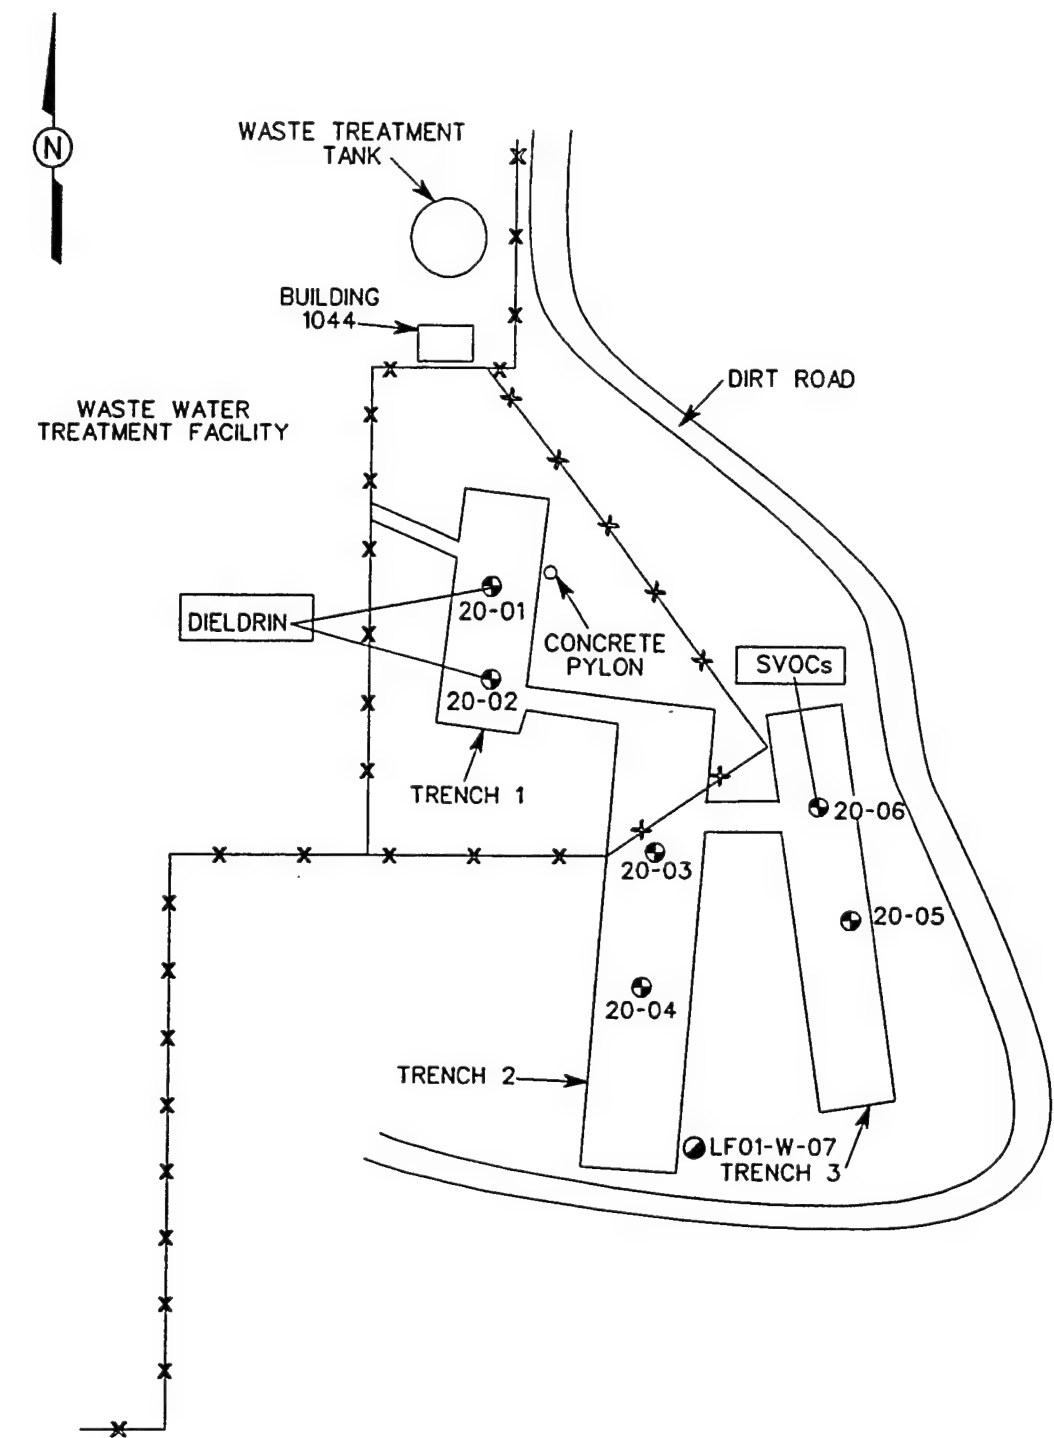 N
WASTE TREATMENT
TANK
BUILDING
1044
DIRT ROAD
WASTE WATER
TREATMENT FACILITY
DIELDRIN
20-01
CONCRETE
PYLON
SVOCs
20-02
TRENCH 1
20-06
20-03
20-05
20-04
TRENCH 2
LF01-W-07
TRENCH 3